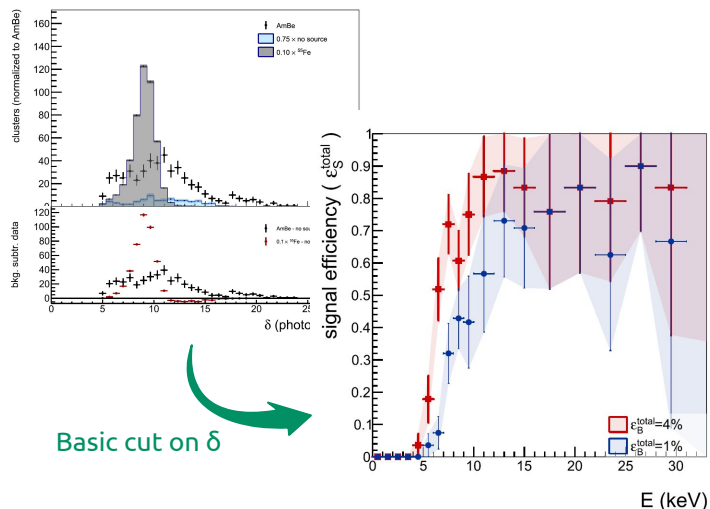 clusters (normalized to AmBe)
160
140
120
100
80
60
40
20
0
AmBe
0.75 × no source
0.10 × ⁵⁵Fe
bkg. subtr. data
120
100
80
60
40
20
0
AmBe - no sou
0.1× ⁵⁵Fe - no
0 5 10 15 20 25
δ (photo
Basic cut on δ
signal efficiency ( ε_S^total )
1
0.9
0.8
0.7
0.6
0.5
0.4
0.3
0.2
0.1
0
ε_B^total=4%
ε_B^total=1%
0 5 10 15 20 25 30
E (keV)